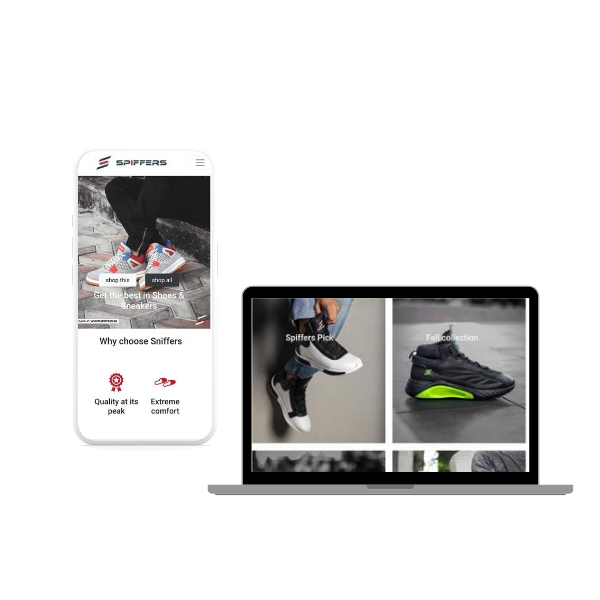 SPIFFERS
shop this
shop all
Get the best in Shoes &
Sneakers
Why choose Sniffers
Quality at its
peak
Extreme
comfort
Spiffers Pick
Fall collection